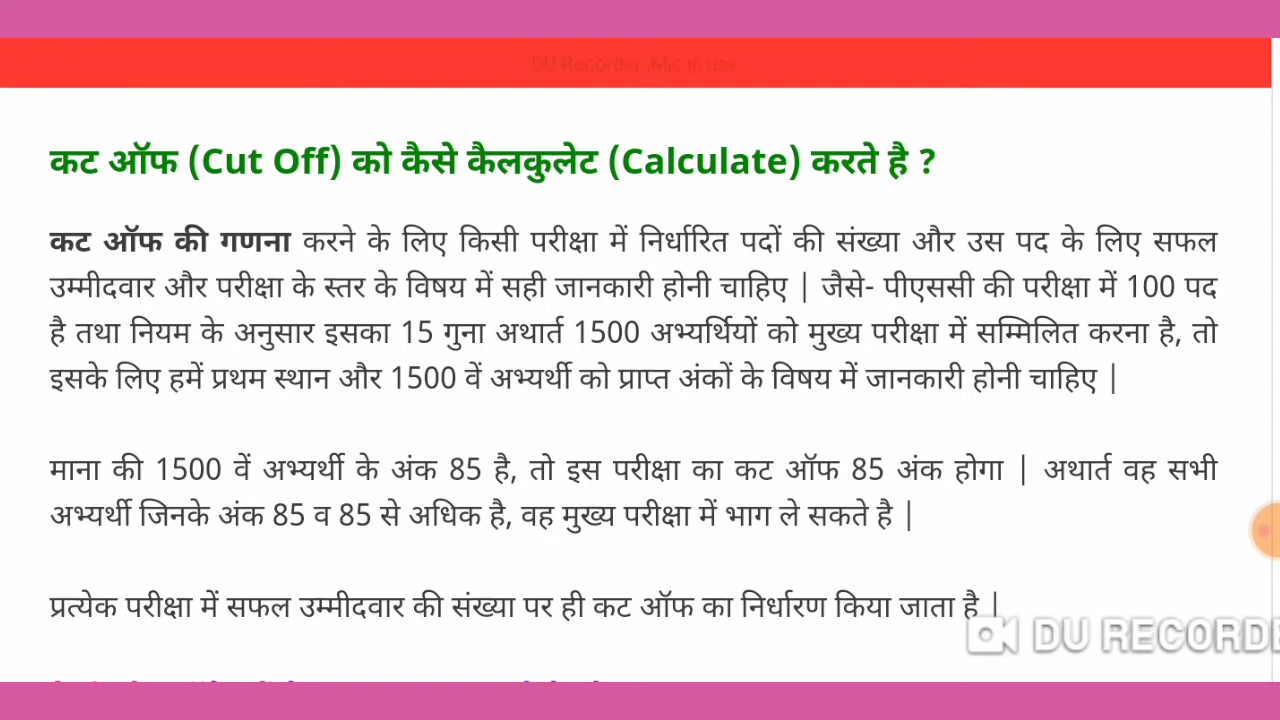 DU Recorder
कट ऑफ (Cut Off) को कैसे कैलकुलेट (Calculate) करते है ?
कट ऑफ की गणना करने के लिए किसी परीक्षा में निर्धारित पदों की संख्या और उस पद के लिए सफल
उम्मीदवार और परीक्षा के स्तर के विषय में सही जानकारी होनी चाहिए | जैसे- पीएससी की परीक्षा में 100 पद
है तथा नियम के अनुसार इसका 15 गुना अथार्त 1500 अभ्यर्थियों को मुख्य परीक्षा में सम्मिलित करना है, तो
इसके लिए हमें प्रथम स्थान और 1500 वें अभ्यर्थी को प्राप्त अंकों के विषय में जानकारी होनी चाहिए |
माना की 1500 वें अभ्यर्थी के अंक 85 है, तो इस परीक्षा का कट ऑफ 85 अंक होगा | अथार्त वह सभी
अभ्यर्थी जिनके अंक 85 व 85 से अधिक है, वह मुख्य परीक्षा में भाग ले सकते है |
प्रत्येक परीक्षा में सफल उम्मीदवार की संख्या पर ही कट ऑफ का निर्धारण किया जाता है |
DU RECORDE